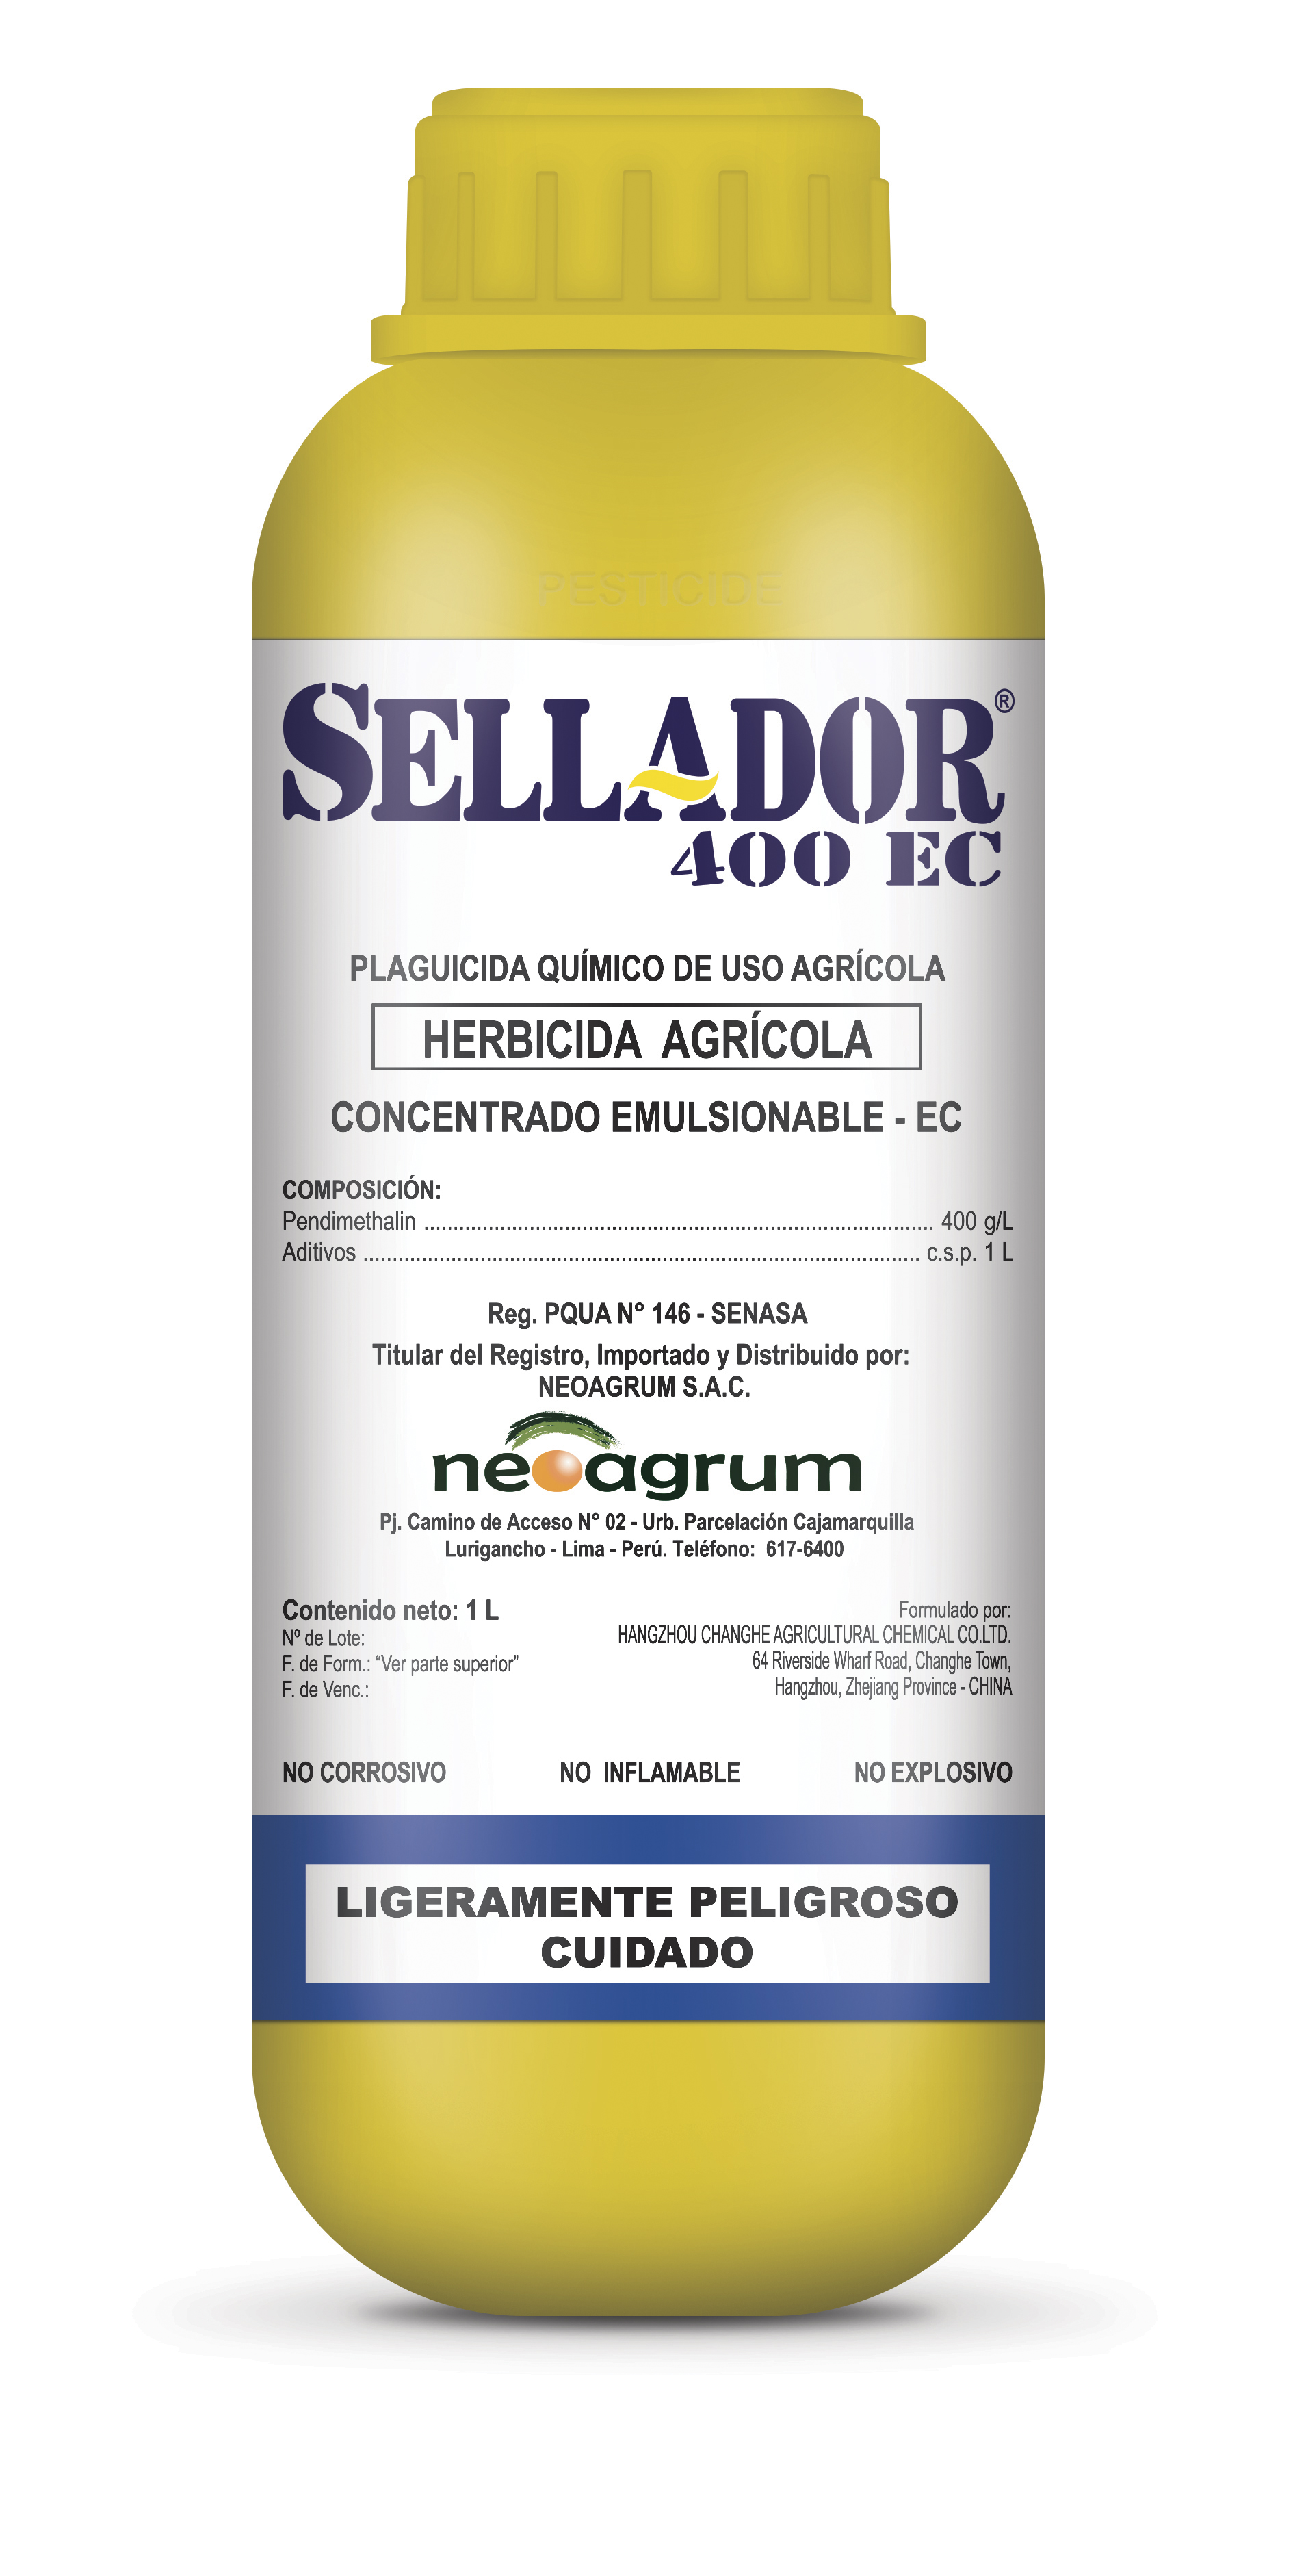 PESTICIDE
SELLADOR®
400 EC
PLAGUICIDA QUÍMICO DE USO AGRÍCOLA
HERBICIDA AGRÍCOLA
CONCENTRADO EMULSIONABLE - EC
COMPOSICIÓN:
Pendimethalin ........................................................................................ 400 g/L
Aditivos ................................................................................................ c.s.p. 1 L
Reg. PQUA N° 146 - SENASA
Titular del Registro, Importado y Distribuido por:
NEOAGRUM S.A.C.
neoagrum
Pj. Camino de Acceso N° 02 - Urb. Parcelación Cajamarquilla
Lurigancho - Lima - Perú. Teléfono: 617-6400
Contenido neto: 1 L
Nº de Lote:
F. de Form.: “Ver parte superior”
F. de Venc.:
Formulado por:
HANGZHOU CHANGHE AGRICULTURAL CHEMICAL CO.LTD.
64 Riverside Wharf Road, Changhe Town,
Hangzhou, Zhejiang Province - CHINA
NO CORROSIVO NO INFLAMABLE NO EXPLOSIVO
LIGERAMENTE PELIGROSO
CUIDADO